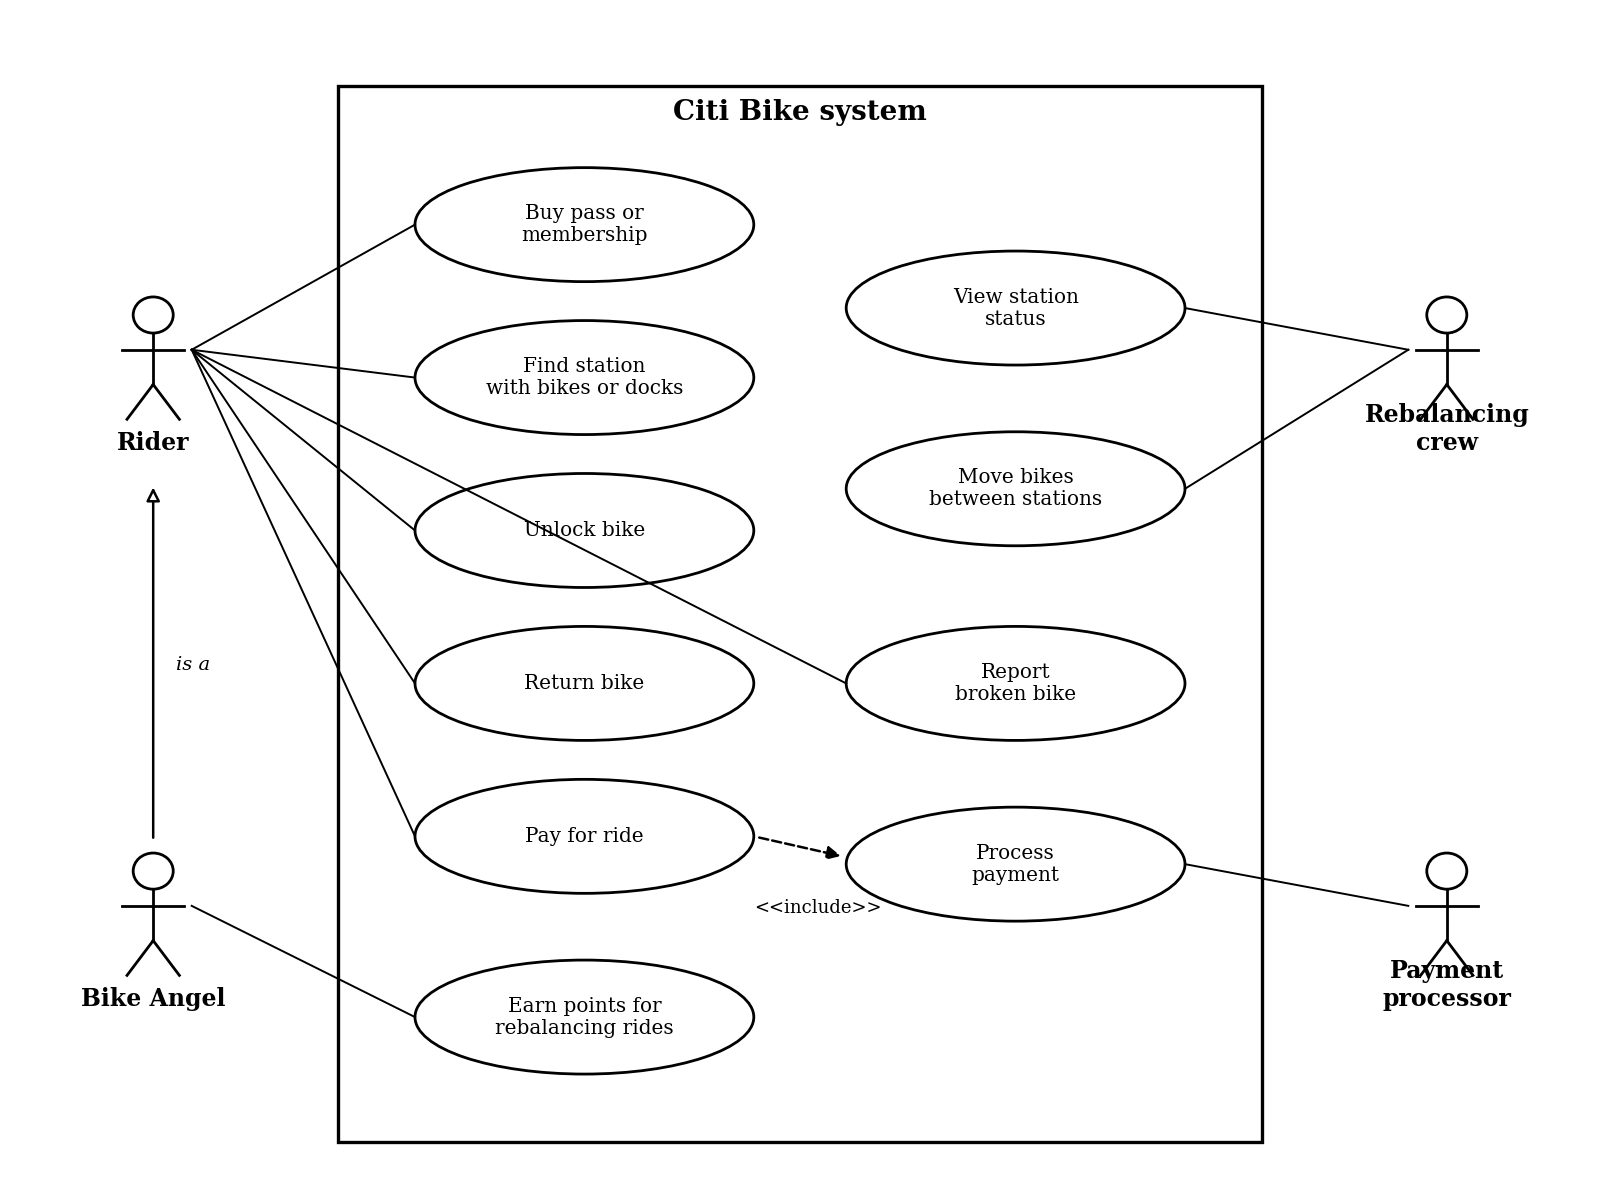 Citi Bike system
Buy pass or
membership
Find station
with bikes or docks
Unlock bike
Return bike
Pay for ride
Earn points for
rebalancing rides
View station
status
Move bikes
between stations
Report
broken bike
Process
payment
<<include>>
Rider
is a
Bike Angel
Rebalancing
crew
Payment
processor